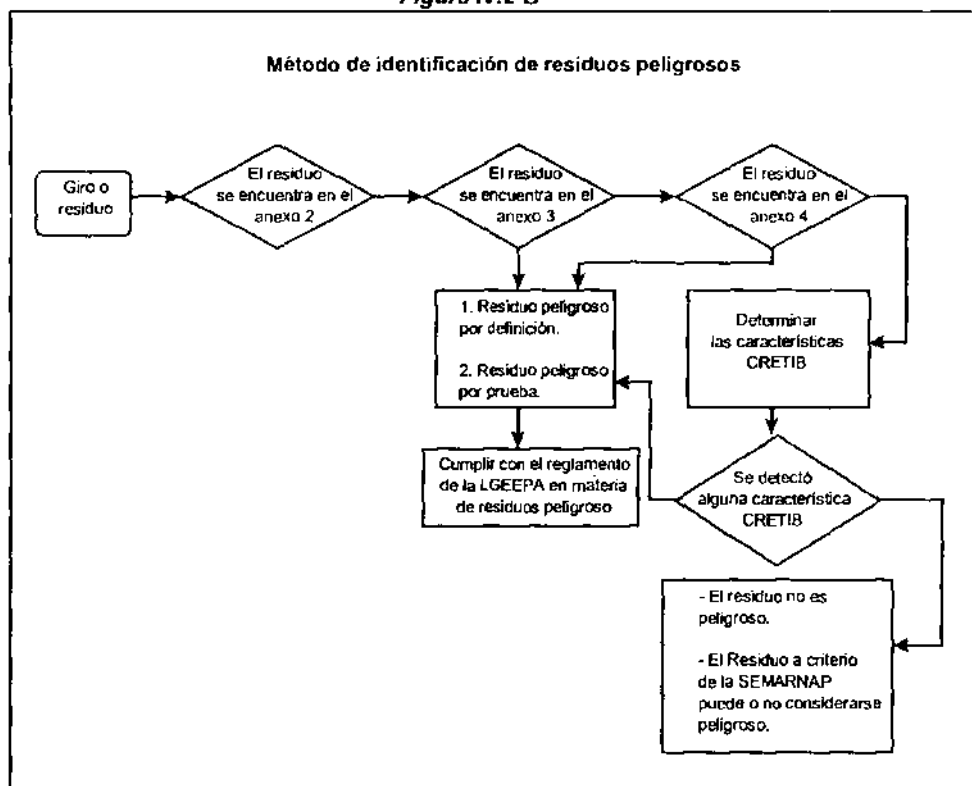 Método de identificación de residuos peligrosos
Giro o
residuo
El residuo
se encuentra en el
anexo 2
El residuo
se encuentra en el
anexo 3
El residuo
se encuentra en el
anexo 4
1. Residuo peligroso
por definición.
2. Residuo peligroso
por prueba.
Determinar
las características
CRETIB
Cumplir con el reglamento
de la LGEEPA en materia
de residuos peligroso
Se detectó
alguna característica
CRETIB
- El residuo no es
peligroso.
- El Residuo a criterio
de la SEMARNAP
puede o no considerarse
peligroso.